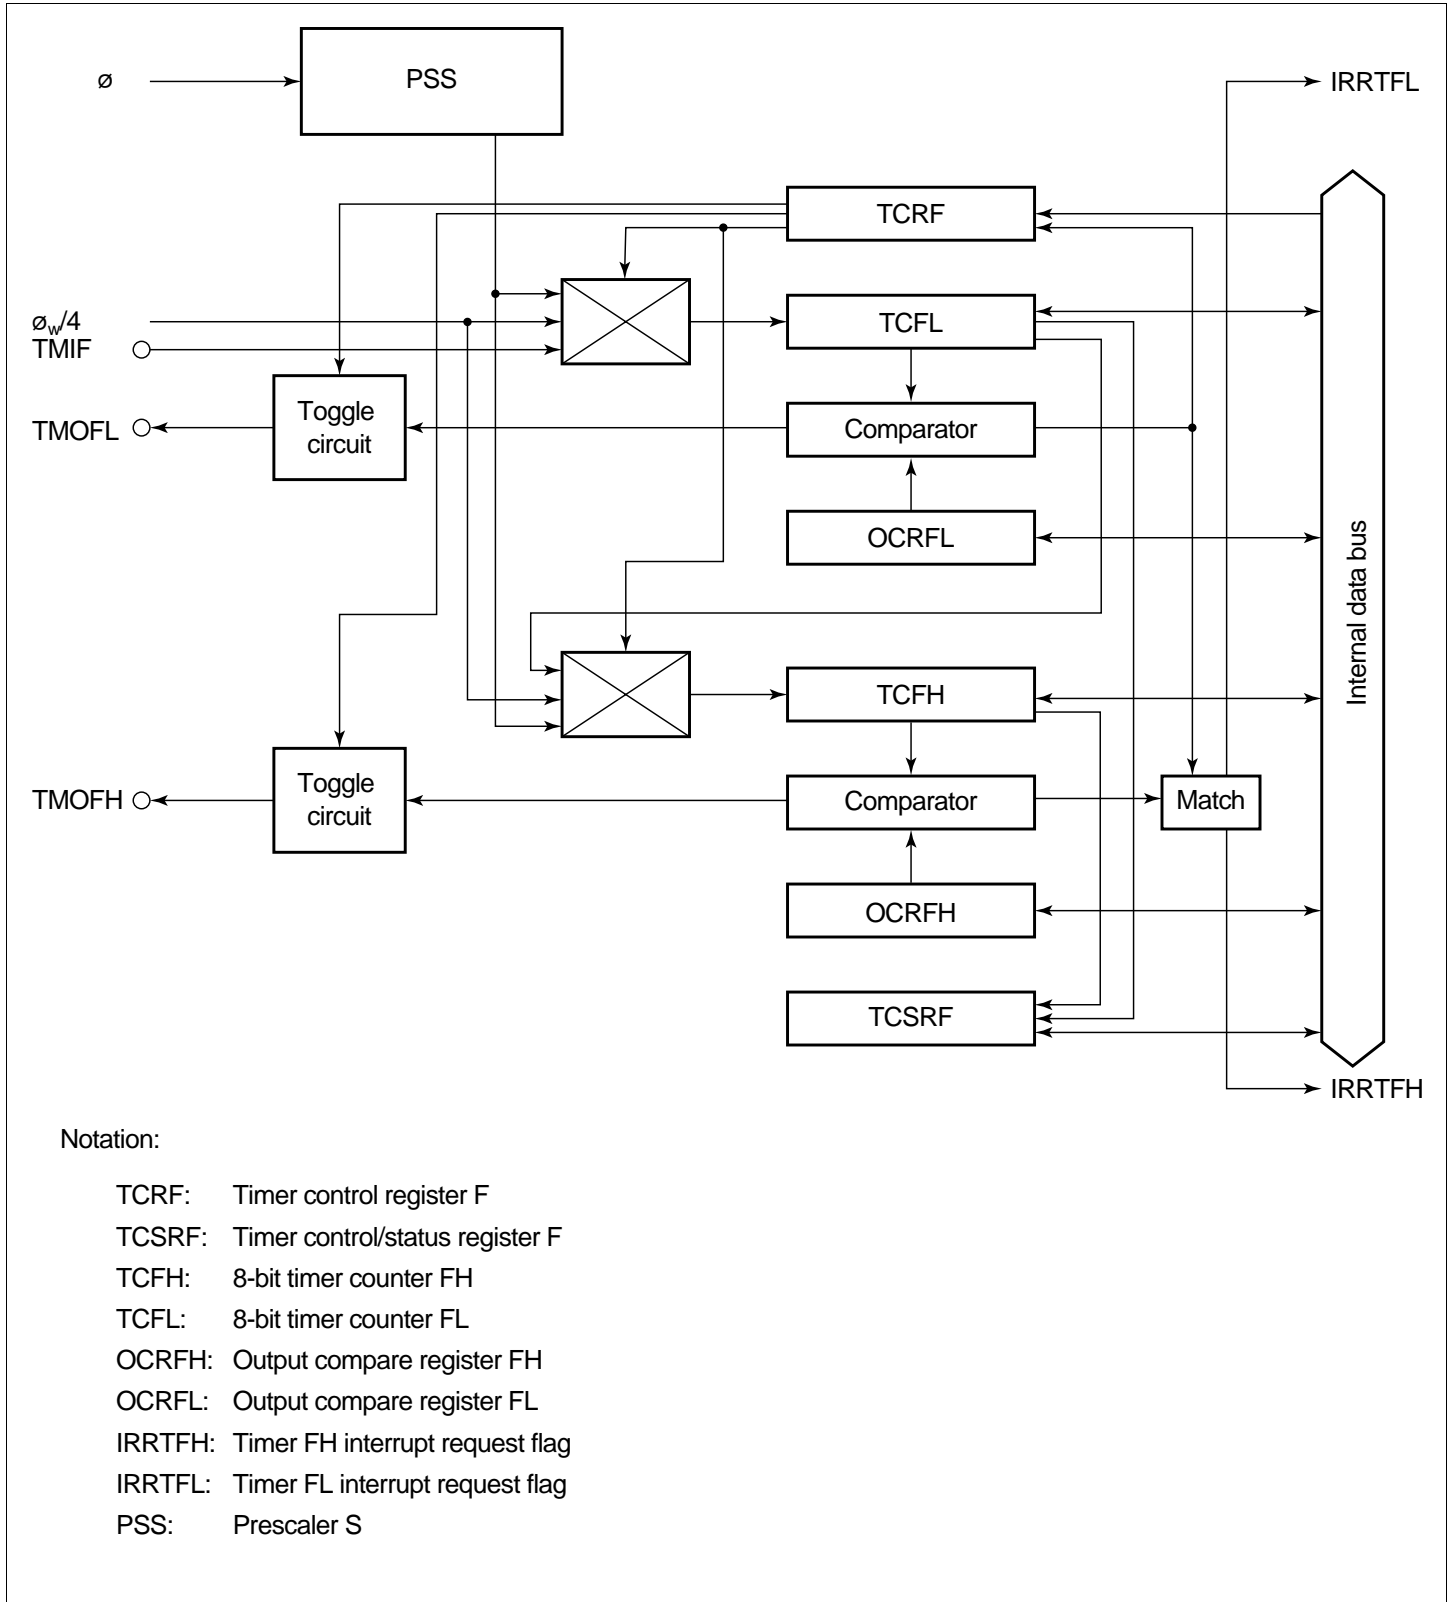 ø
PSS
IRRTFL
TCRF
øw/4
TMIF
TCFL
TMOFL
Toggle
circuit
Comparator
OCRFL
Internal data bus
TCFH
TMOFH
Toggle
circuit
Comparator
Match
OCRFH
TCSRF
IRRTFH
Notation:
TCRF: Timer control register F
TCSRF: Timer control/status register F
TCFH: 8-bit timer counter FH
TCFL: 8-bit timer counter FL
OCRFH: Output compare register FH
OCRFL: Output compare register FL
IRRTFH: Timer FH interrupt request flag
IRRTFL: Timer FL interrupt request flag
PSS: Prescaler S